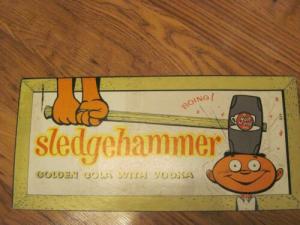 BOING!
sledgehammer
GOLDEN COLA WITH VODKA